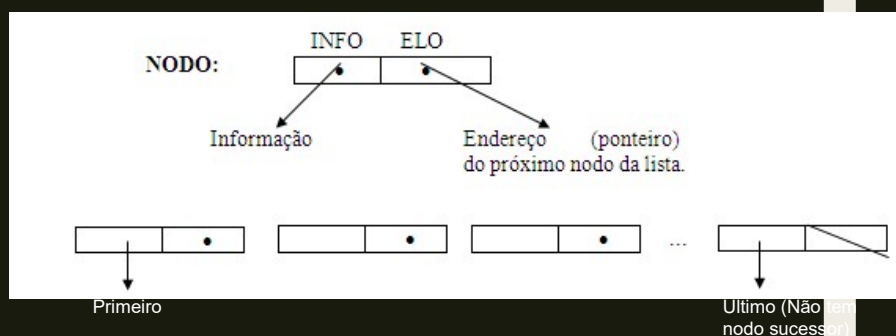 INFO ELO
NODO:
Informação
Endereço (ponteiro)
do próximo nodo da lista.
...
Primeiro
Ultimo (Não tem
nodo sucessor)